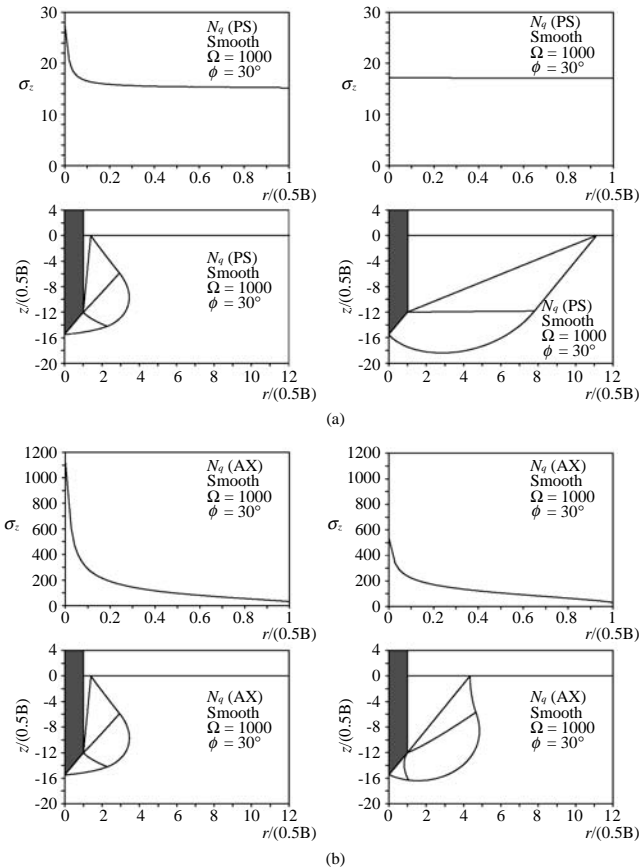 30
20
10
0
σz
N_q (PS)
Smooth
Ω = 1000
ϕ = 30°
0 0.2 0.4 0.6 0.8 1
r/(0.5B)
30
20
10
0
N_q (PS)
Smooth
Ω = 1000
ϕ = 30°
0 0.2 0.4 0.6 0.8 1
r/(0.5B)
4
0
-4
-8
-12
-16
-20
z/(0.5B)
N_q (PS)
Smooth
Ω = 1000
ϕ = 30°
0 2 4 6 8 10 12
r/(0.5B)
4
0
-4
-8
-12
-16
-20
z/(0.5B)
N_q (PS)
Smooth
Ω = 1000
ϕ = 30°
0 2 4 6 8 10 12
r/(0.5B)
(a)
1200
1000
800
600
400
200
0
σz
N_q (AX)
Smooth
Ω = 1000
ϕ = 30°
0 0.2 0.4 0.6 0.8 1
r/(0.5B)
1200
1000
800
600
400
200
0
σz
N_q (AX)
Smooth
Ω = 1000
ϕ = 30°
0 0.2 0.4 0.6 0.8 1
r/(0.5B)
4
0
-4
-8
-12
-16
-20
z/(0.5B)
N_q (AX)
Smooth
Ω = 1000
ϕ = 30°
0 2 4 6 8 10 12
r/(0.5B)
4
0
-4
-8
-12
-16
-20
z/(0.5B)
N_q (AX)
Smooth
Ω = 1000
ϕ = 30°
0 2 4 6 8 10 12
r/(0.5B)
(b)